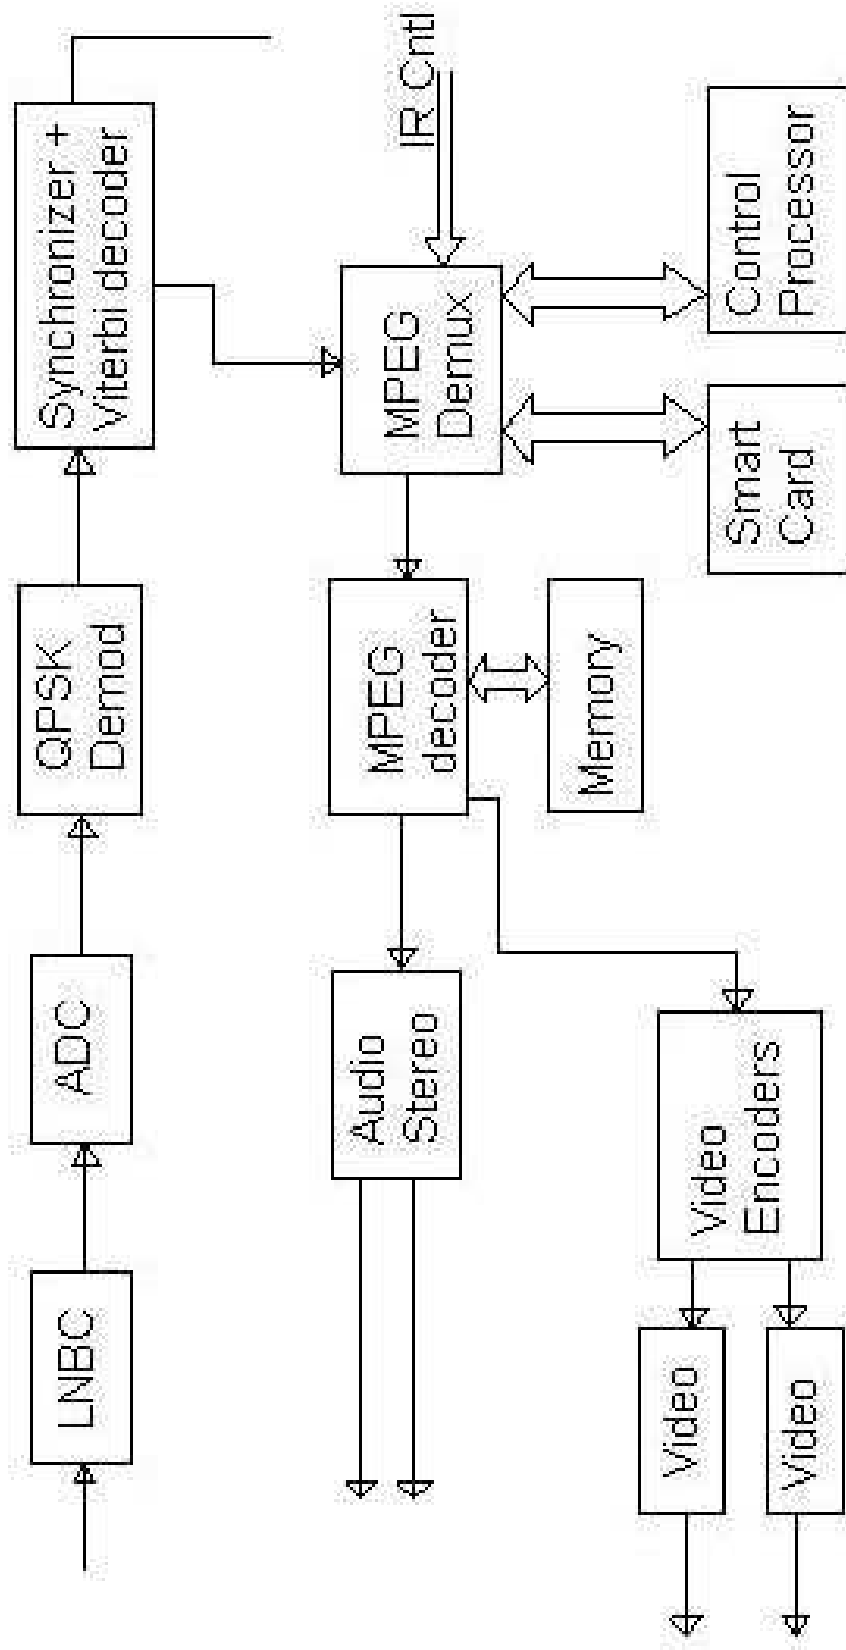 LNBC
ADC
QPSK
Demod
Synchronizer +
Viterbi decoder
Audio
Stereo
MPEG
decoder
MPEG
Demux
IR Cntl
Memory
Video
Video
Video
Encoders
Smart
Card
Control
Processor